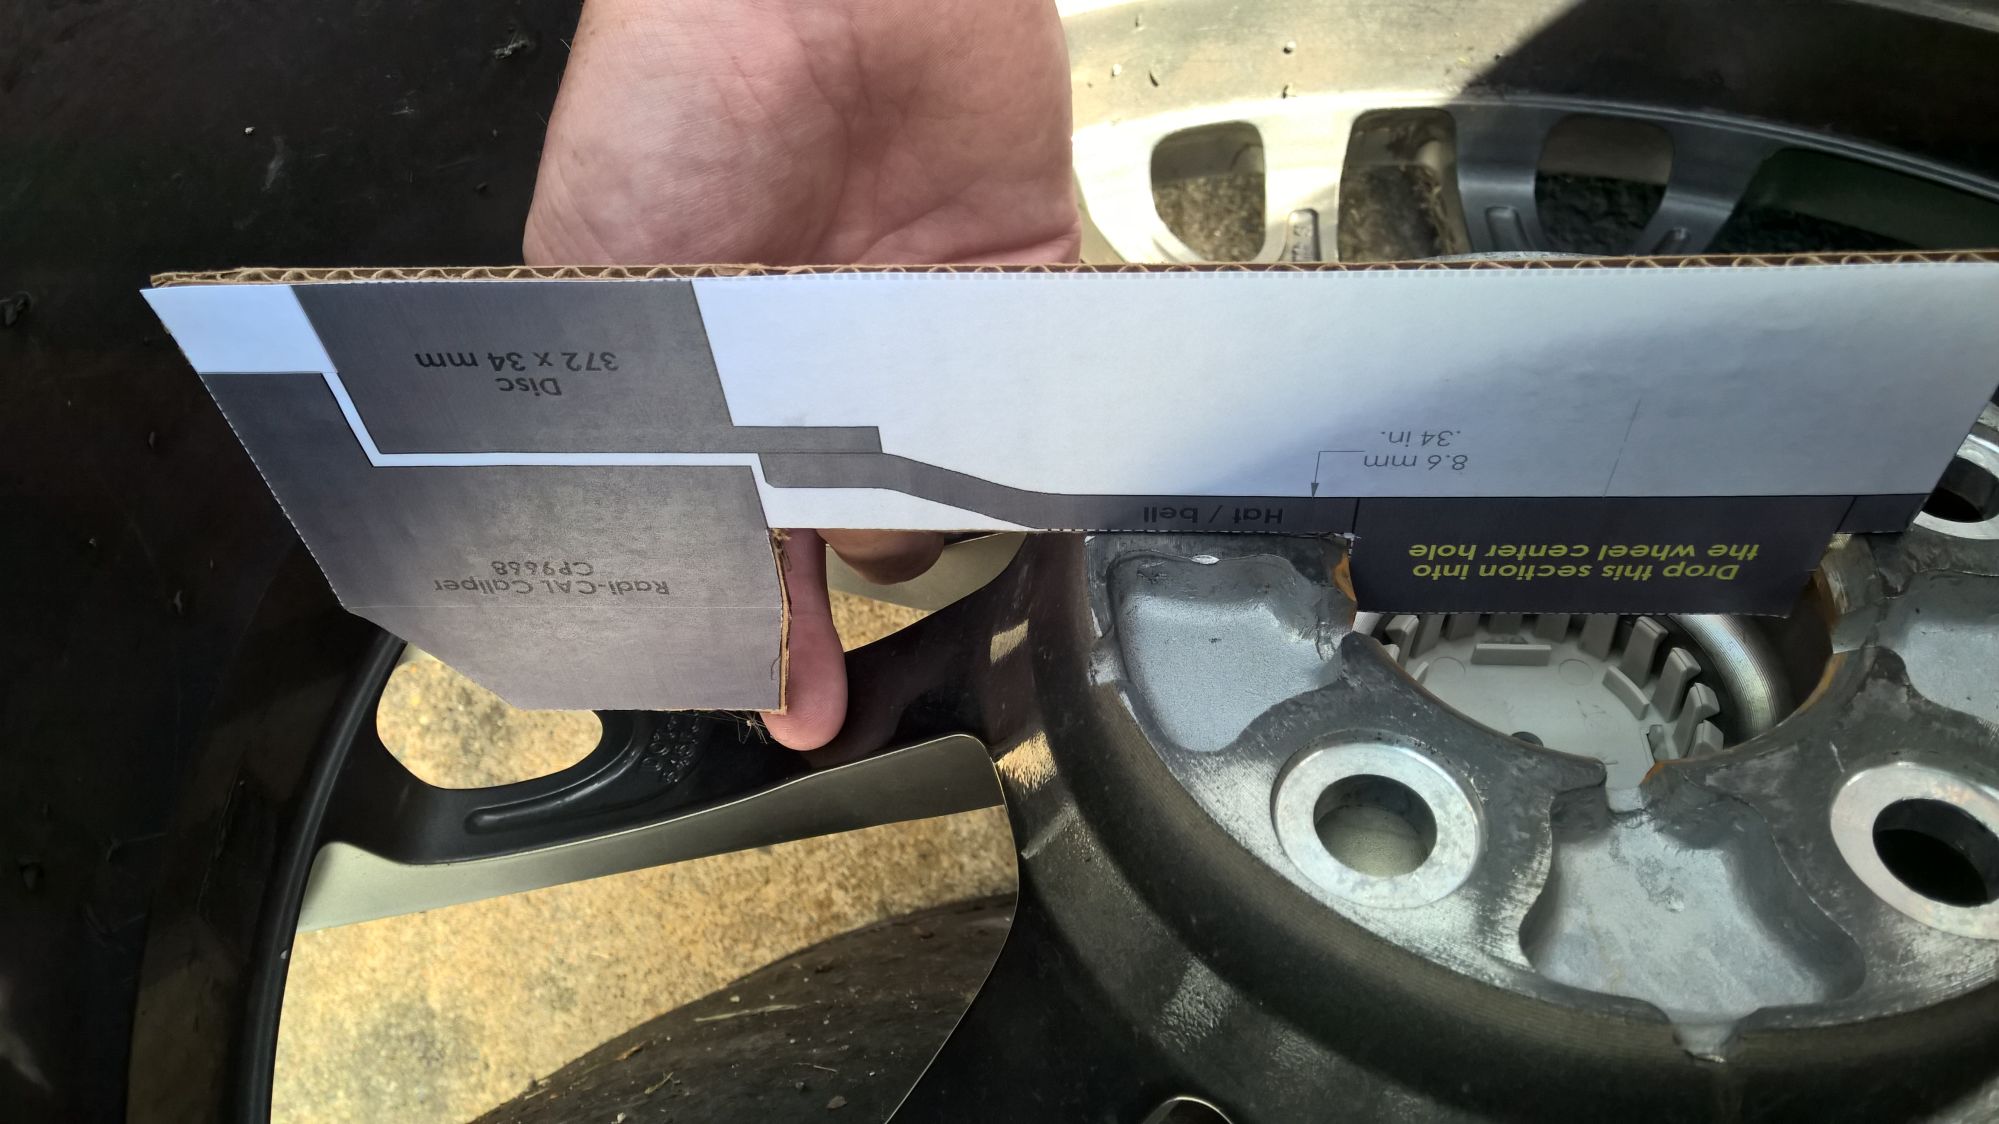 Disc
372 x 34 mm
Radi-CAL Caliper
CP9668
Hat / bell
8.6 mm
.34 in.
Drop this section into
the wheel center hole